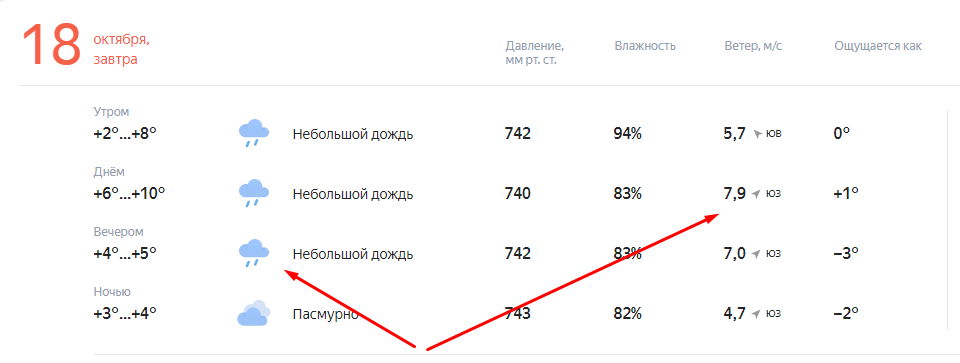 18 октября,
завтра
Давление,
мм рт. ст.
Влажность
Ветер, м/с
Ощущается как
Утром
+2°...+8° Небольшой дождь 742 94% 5,7 ЮВ 0°
Днём
+6°...+10° Небольшой дождь 740 83% 7,9 ЮЗ +1°
Вечером
+4°...+5° Небольшой дождь 742 83% 7,0 ЮЗ −3°
Ночью
+3°...+4° Пасмурно 743 82% 4,7 ЮЗ −2°